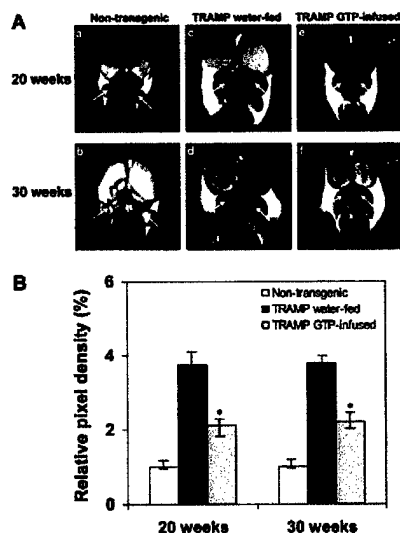 A
Non-transgenic TRAMP water-fed TRAMP GTP-infused
20 weeks
a c e
30 weeks
b d f
B
Relative pixel density (%)
6
4
2
0
Non-transgenic
TRAMP water-fed
TRAMP GTP-infused
* *
20 weeks 30 weeks